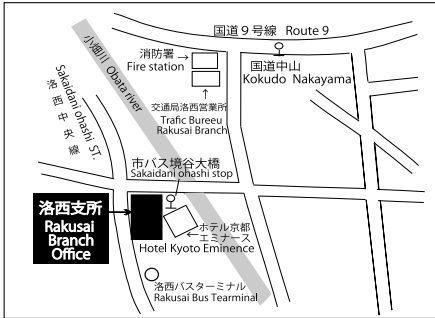 国道９号線 Route 9
小畑川 Obata river
消防署
Fire station
国道中山
Kokudo Nakayama
交通局洛西営業所
Trafic Bureeu
Rakusai Branch
Sakaidani ohashi ST.
洛西中央線
市バス境谷大橋
Sakaidani ohashi stop
洛西支所
Rakusai
Branch
Office
ホテル京都
エミナース
Hotel Kyoto Eminence
洛西バスターミナル
Rakusai Bus Tearminal